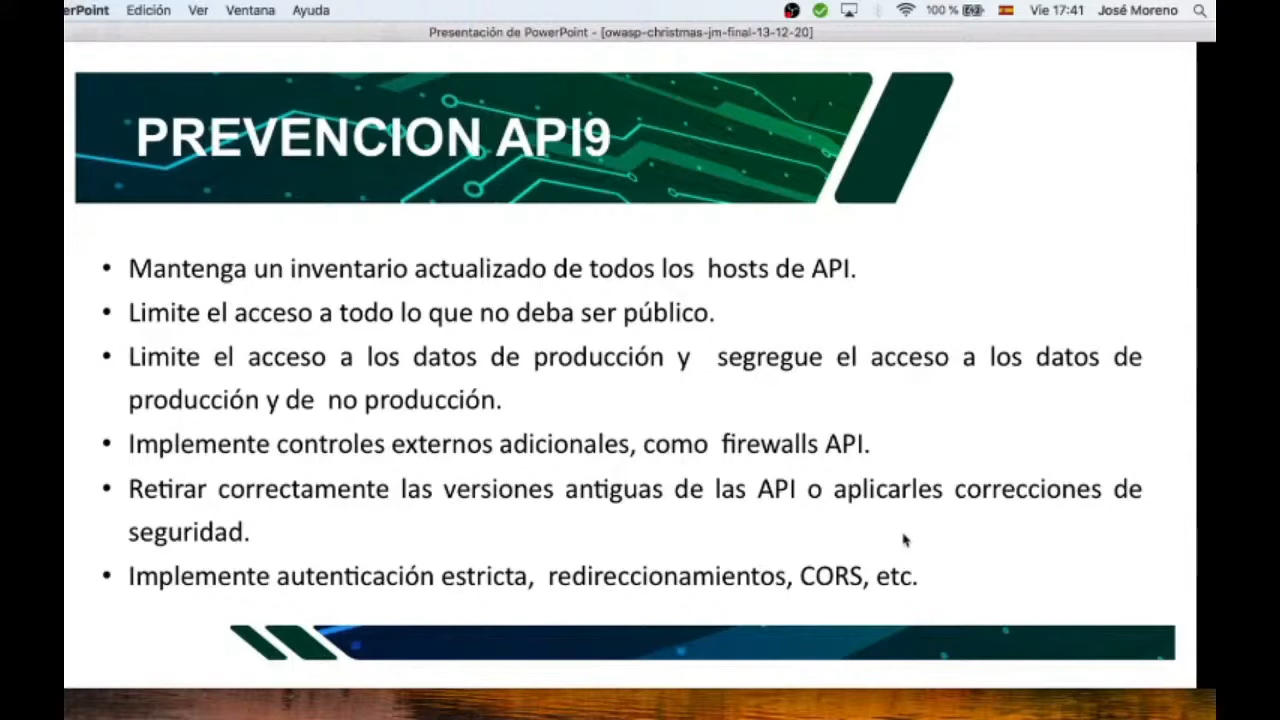 erPoint Edición Ver Ventana Ayuda 100 % Vie 17:41 José Moreno
Presentación de PowerPoint - [owasp-christmas-jm-final-13-12-20]
PREVENCION API9
• Mantenga un inventario actualizado de todos los hosts de API.
• Limite el acceso a todo lo que no deba ser público.
• Limite el acceso a los datos de producción y segregue el acceso a los datos de
producción y de no producción.
• Implemente controles externos adicionales, como firewalls API.
• Retirar correctamente las versiones antiguas de las API o aplicarles correcciones de
seguridad.
• Implemente autenticación estricta, redireccionamientos, CORS, etc.